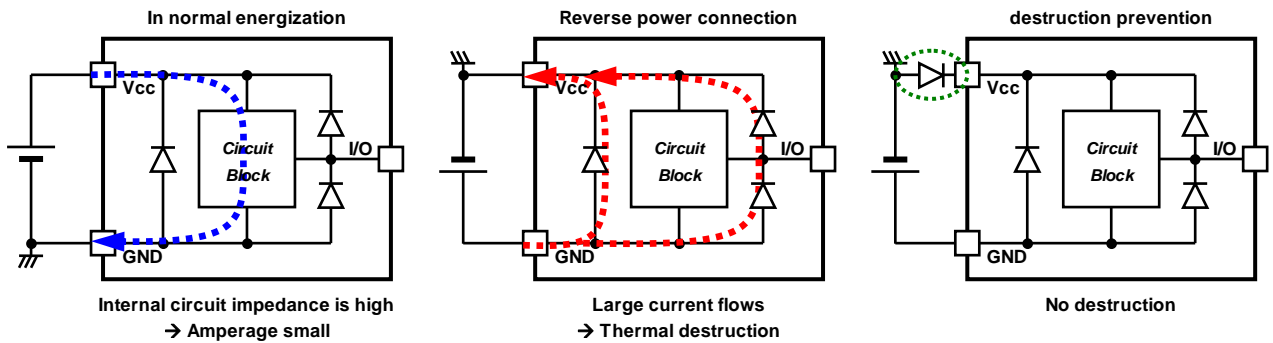 In normal energization
Vcc
Circuit
Block
I/O
GND
Internal circuit impedance is high
→ Amperage small
Reverse power connection
Vcc
Circuit
Block
I/O
GND
Large current flows
→ Thermal destruction
destruction prevention
Vcc
Circuit
Block
I/O
GND
No destruction